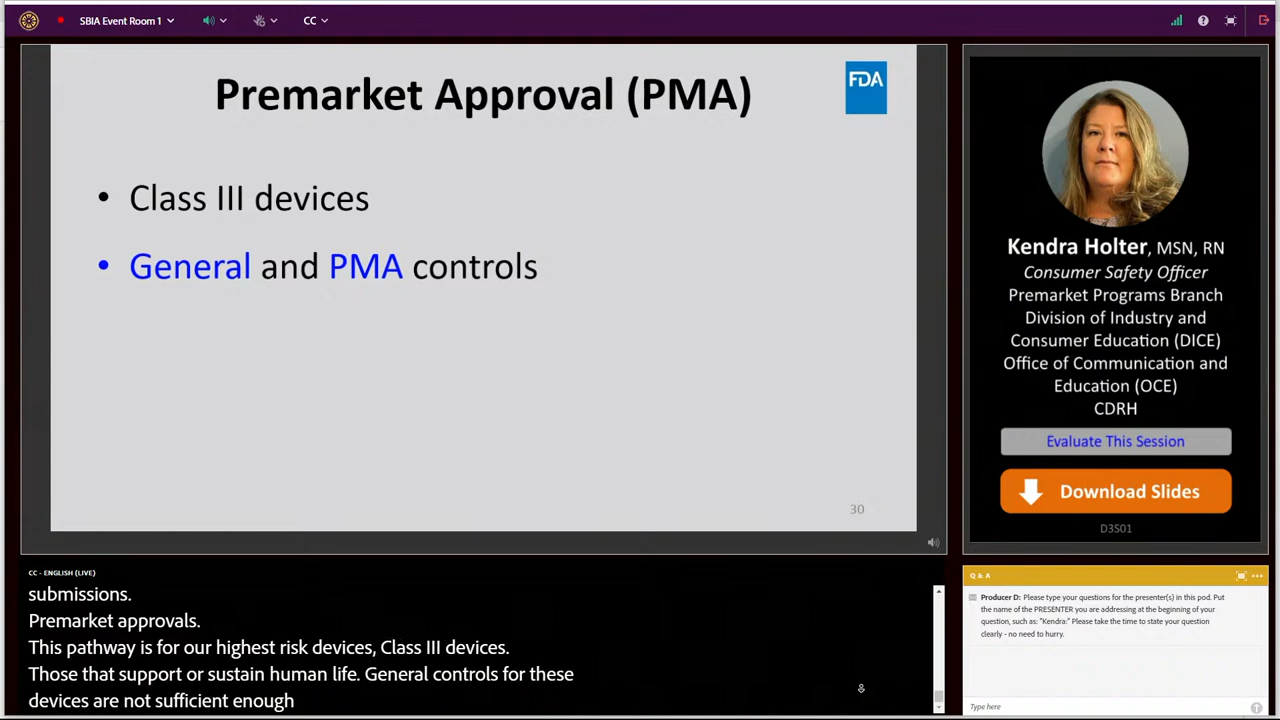 SBIA Event Room 1
CC
Premarket Approval (PMA)
FDA
• Class III devices
• General and PMA controls
30
Kendra Holter, MSN, RN
Consumer Safety Officer
Premarket Programs Branch
Division of Industry and
Consumer Education (DICE)
Office of Communication and
Education (OCE)
CDRH
Evaluate This Session
Download Slides
D3S01
CC - ENGLISH (LIVE)
submissions.
Premarket approvals.
This pathway is for our highest risk devices, Class III devices.
Those that support or sustain human life. General controls for these
devices are not sufficient enough
Q & A
Producer D: Please type your questions for the presenter(s) in this pod. Put
the name of the PRESENTER you are addressing at the beginning of your
question, such as: "Kendra:" Please take the time to state your question
clearly - no need to hurry.
Type here